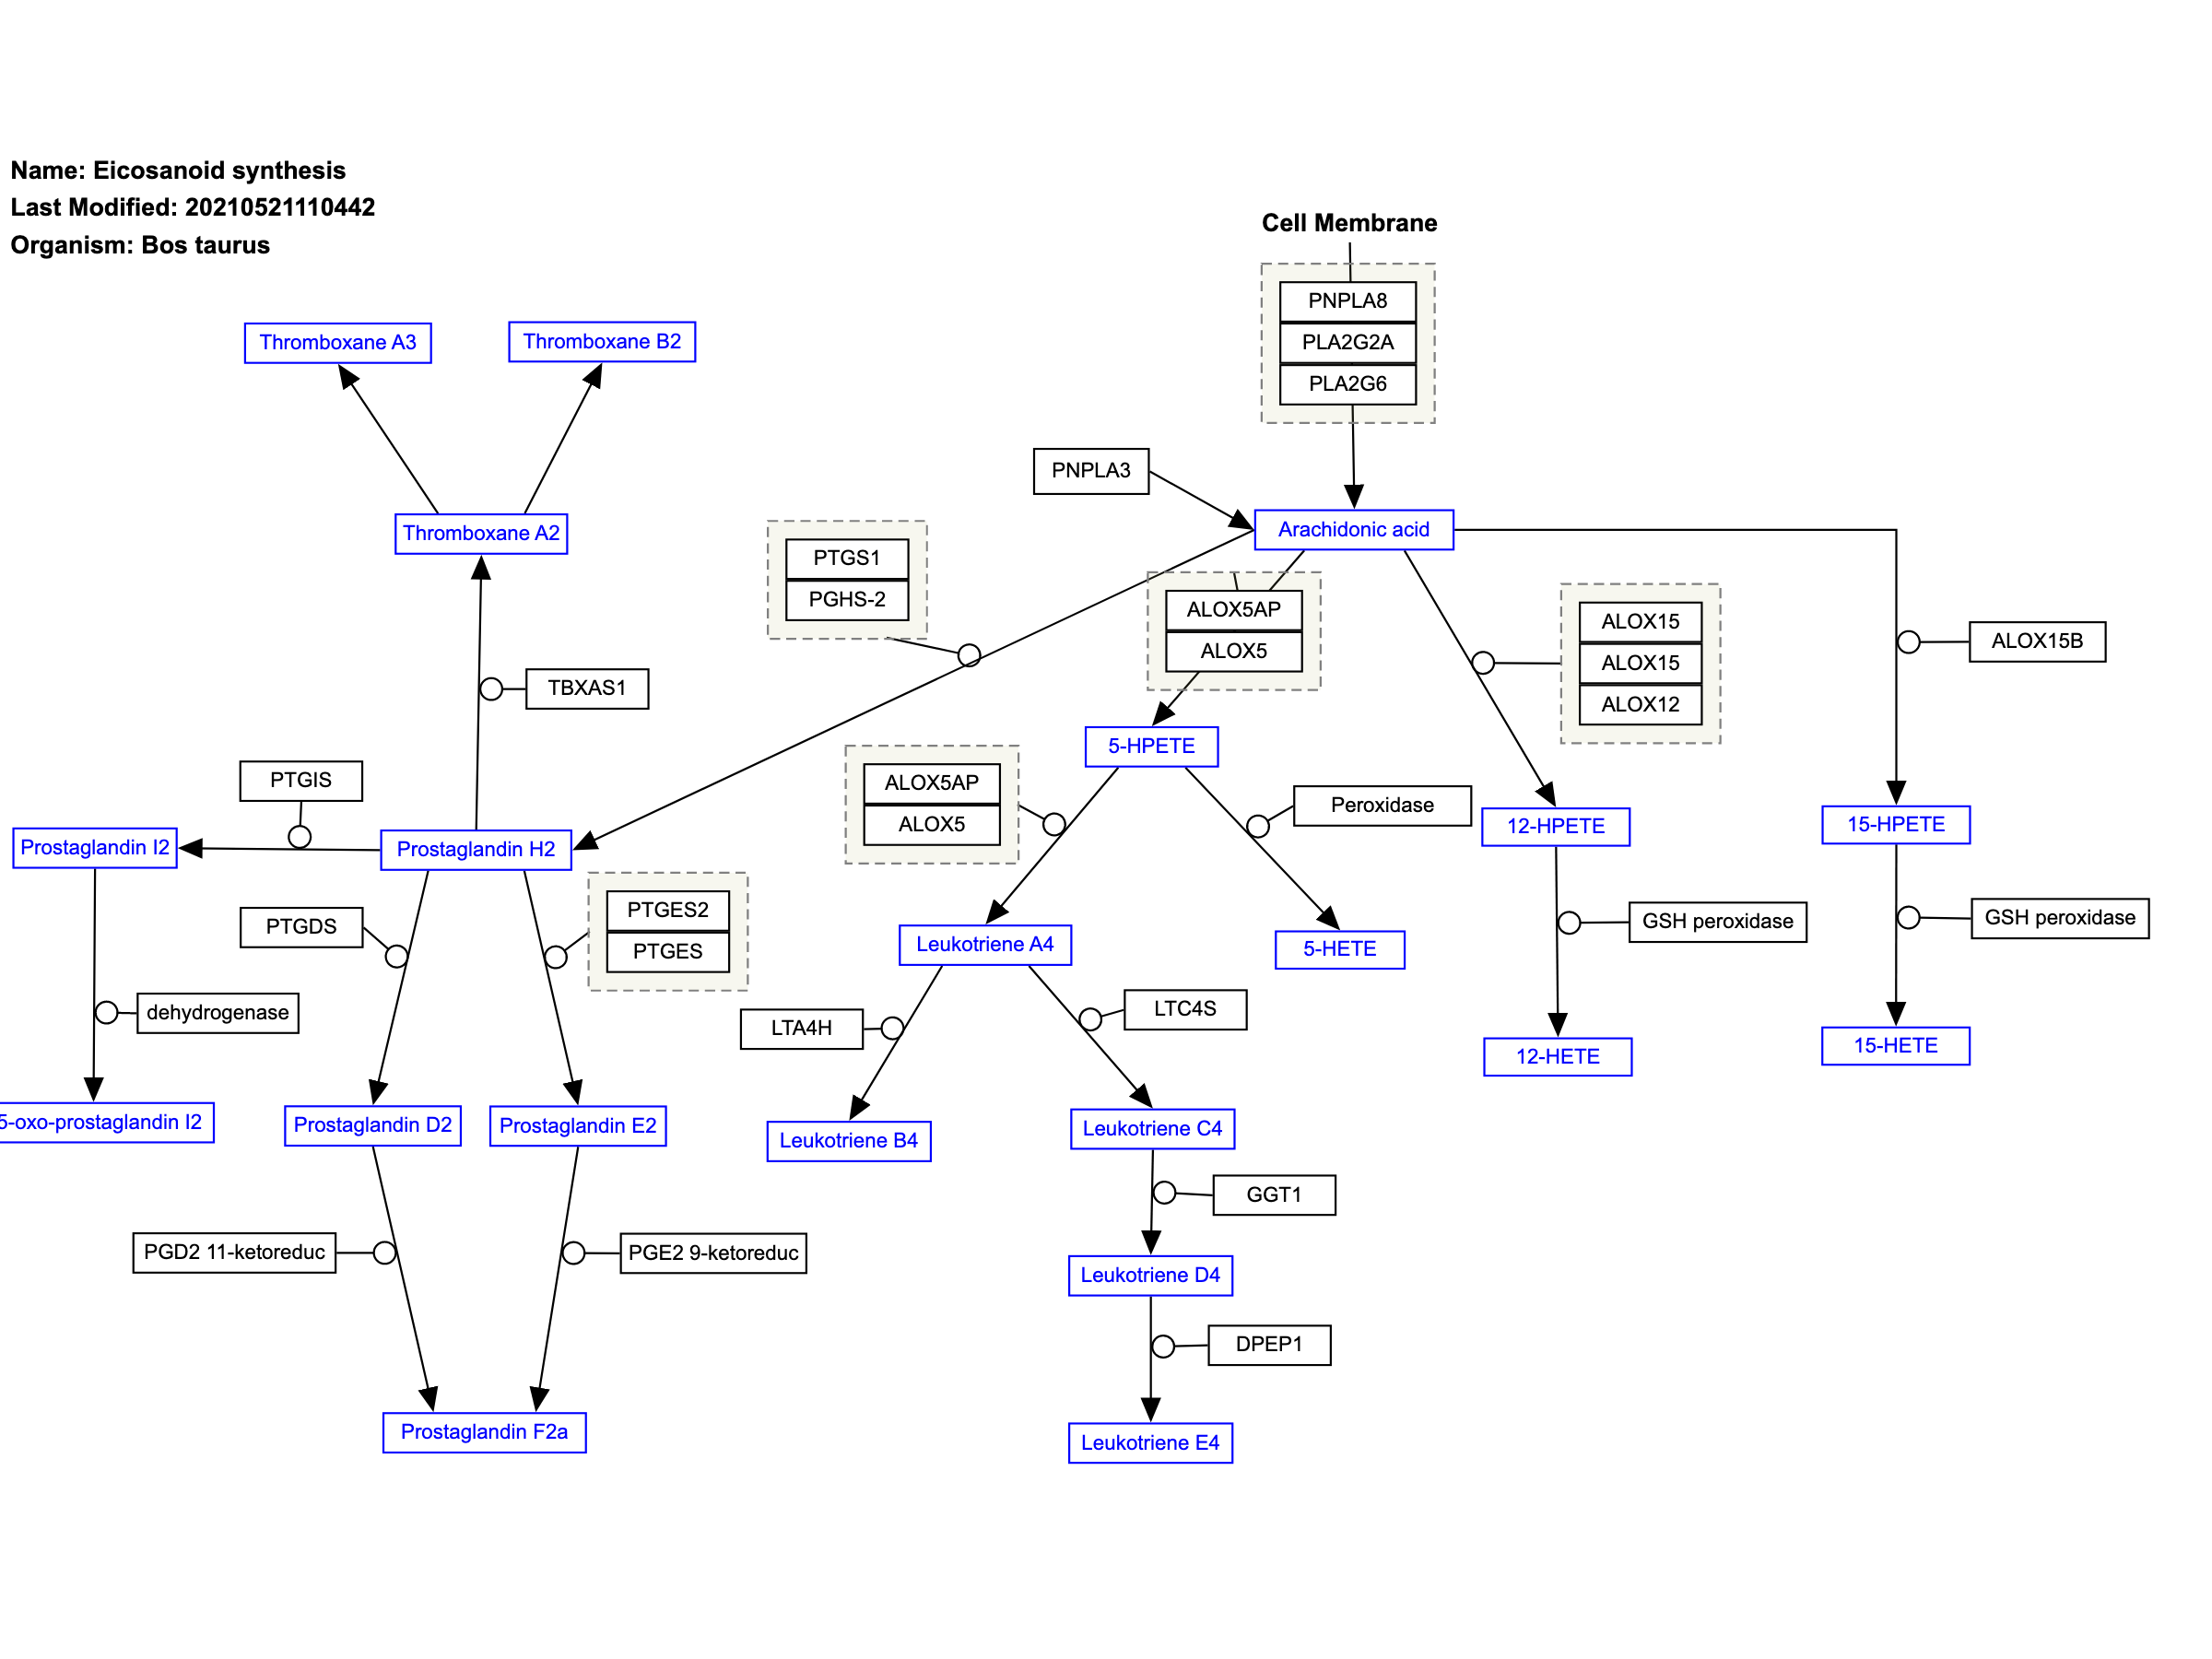 Name: Eicosanoid synthesis
Last Modified: 20210521110442
Organism: Bos taurus
Cell Membrane
PNPLA8
PLA2G2A
PLA2G6
Thromboxane A3
Thromboxane B2
PNPLA3
Arachidonic acid
Thromboxane A2
PTGS1
PGHS-2
ALOX5AP
ALOX5
ALOX15
ALOX15
ALOX12
ALOX15B
TBXAS1
5-HPETE
PTGIS
ALOX5AP
ALOX5
Peroxidase
12-HPETE
15-HPETE
Prostaglandin I2
Prostaglandin H2
PTGES2
PTGES
PTGDS
Leukotriene A4
5-HETE
GSH peroxidase
GSH peroxidase
dehydrogenase
LTA4H
LTC4S
12-HETE
15-HETE
5-oxo-prostaglandin I2
Prostaglandin D2
Prostaglandin E2
Leukotriene B4
Leukotriene C4
GGT1
PGD2 11-ketoreduc
PGE2 9-ketoreduc
Leukotriene D4
DPEP1
Prostaglandin F2a
Leukotriene E4